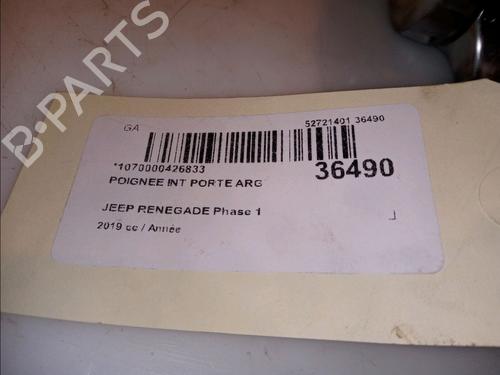 GA
52721401 36490
*1070000426833
36490
POIGNEE INT PORTE ARG
JEEP RENEGADE Phase 1
2019 cc / Année
B-PARTS